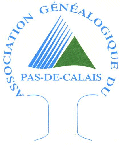 ASSOCIATION GÉNÉALOGIQUE DU
PAS-DE-CALAIS